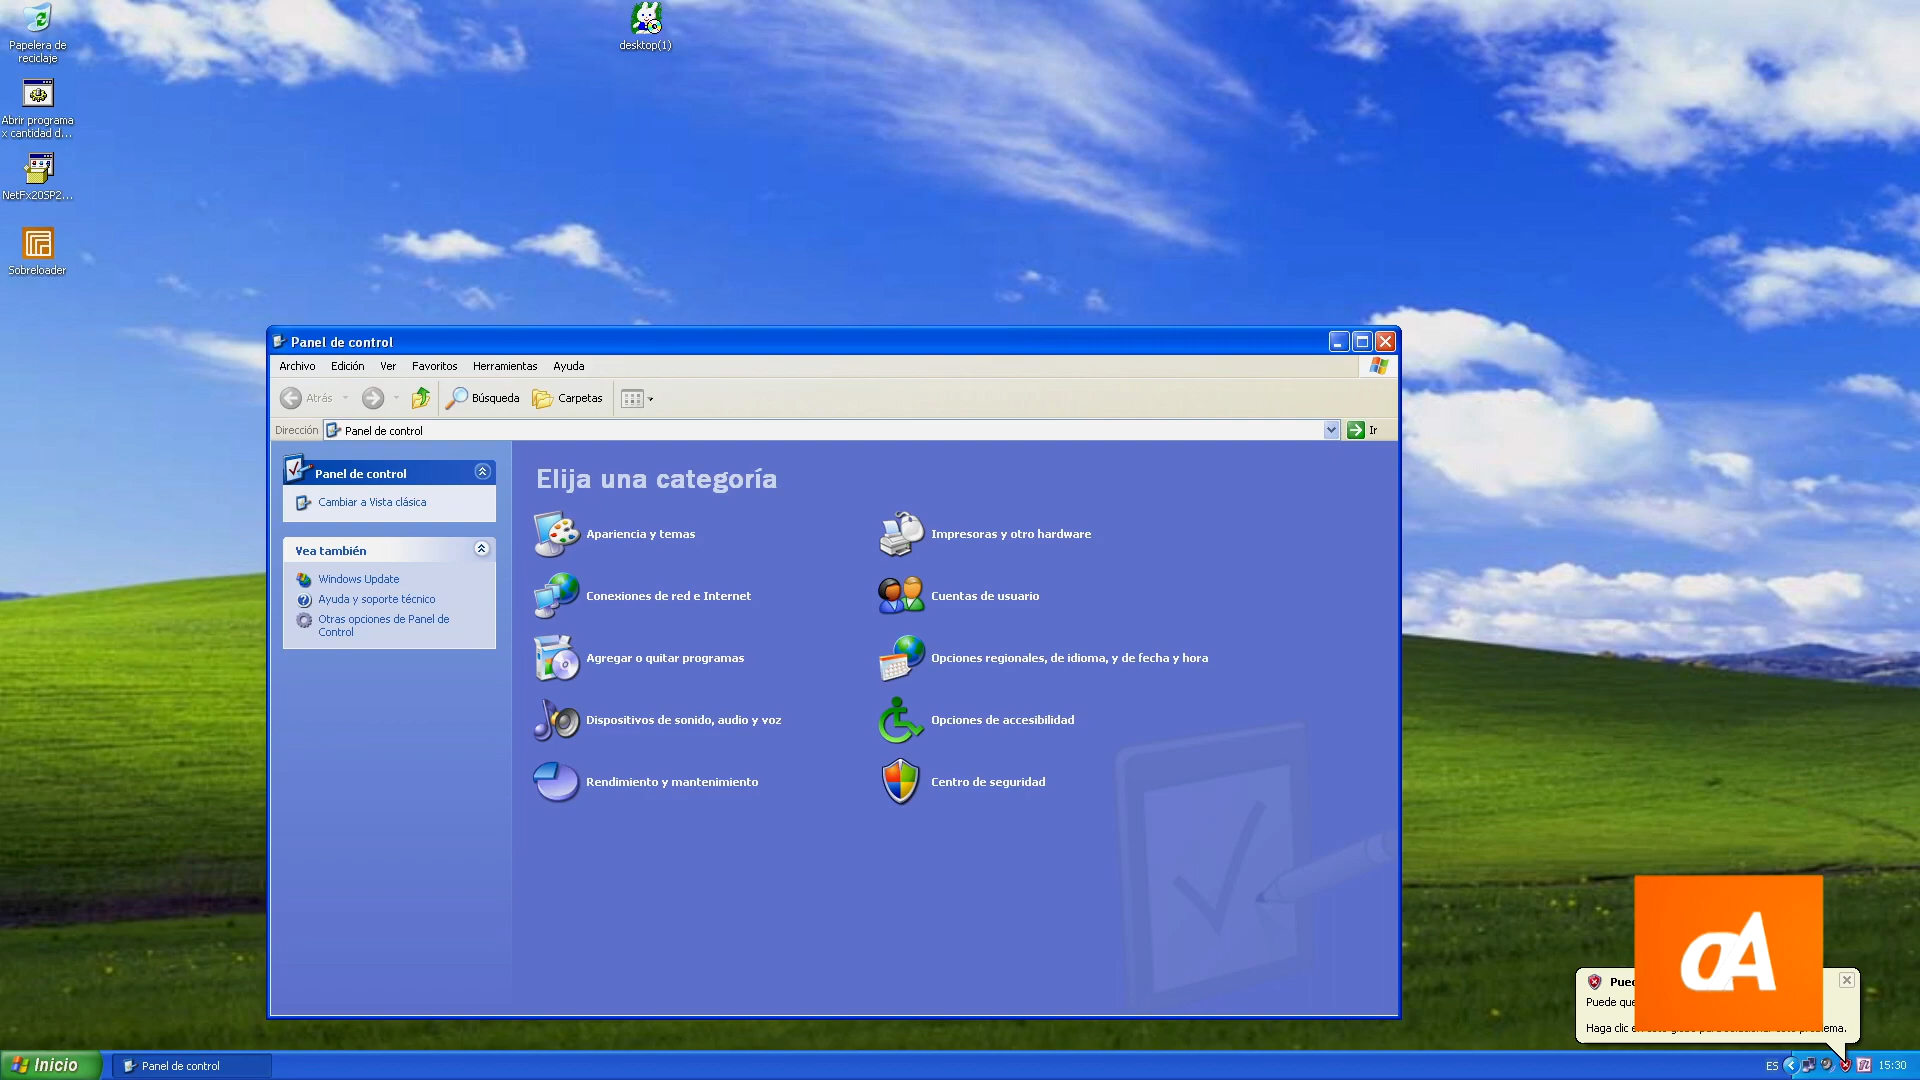 Papelera de
reciclaje
Abrir programa
x cantidad d...
NetFx20SP2...
Sobreloader
desktop(1)
Panel de control
Archivo Edición Ver Favoritos Herramientas Ayuda
Atrás Búsqueda Carpetas
Dirección Panel de control Ir
Panel de control
Cambiar a Vista clásica
Vea también
Windows Update
Ayuda y soporte técnico
Otras opciones de Panel de
Control
Elija una categoría
Apariencia y temas
Impresoras y otro hardware
Conexiones de red e Internet
Cuentas de usuario
Agregar o quitar programas
Opciones regionales, de idioma, y de fecha y hora
Dispositivos de sonido, audio y voz
Opciones de accesibilidad
Rendimiento y mantenimiento
Centro de seguridad
Puede que
Haga clic
aA
Inicio
Panel de control
ES
15:30